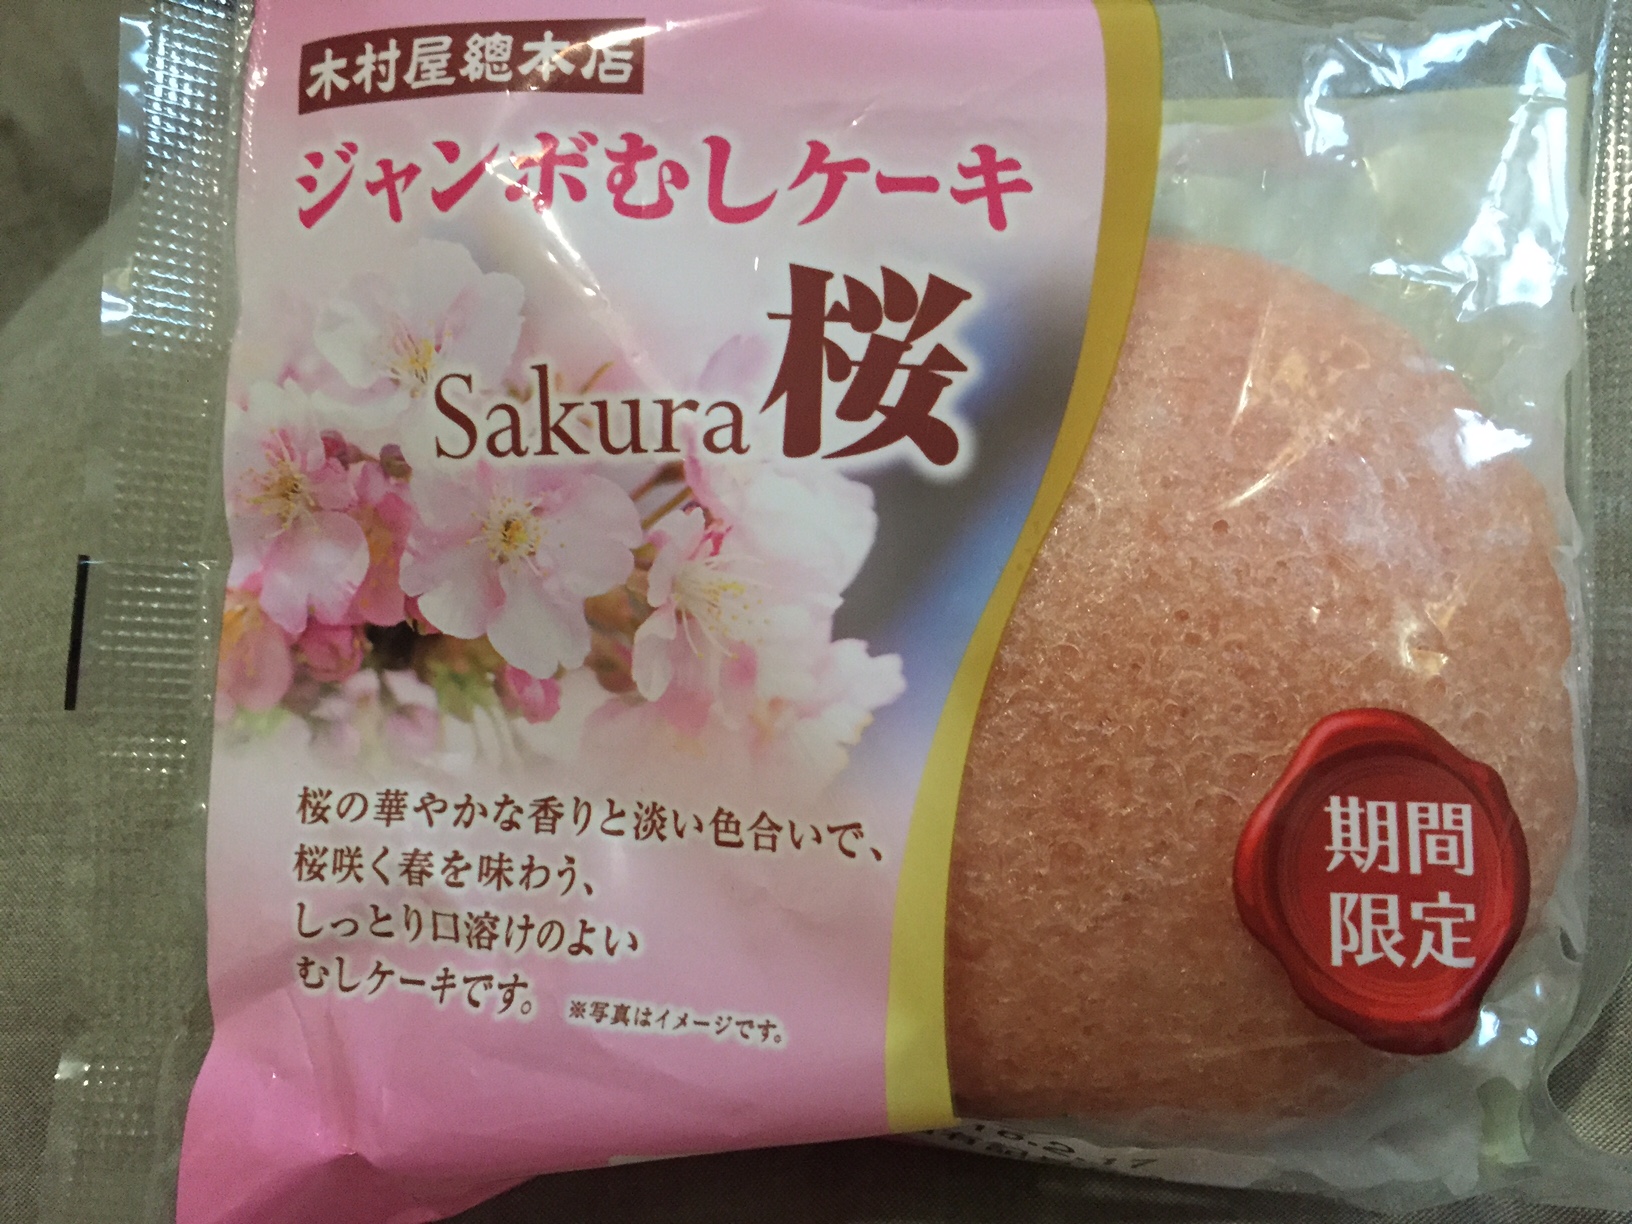 木村屋總本店
ジャンボむしケーキ
Sakura 桜
桜の華やかな香りと淡い色合いで、
桜咲く春を味わう、
しっとり口溶けのよい
むしケーキです。
※写真はイメージです。
期間
限定